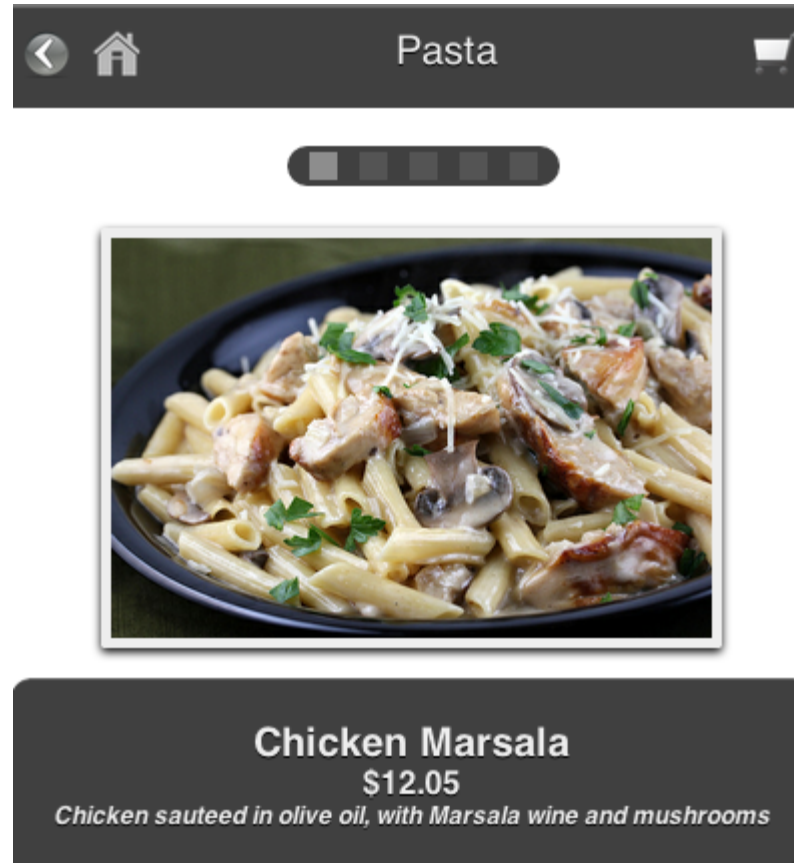 Pasta
Chicken Marsala
$12.05
Chicken sauteed in olive oil, with Marsala wine and mushrooms